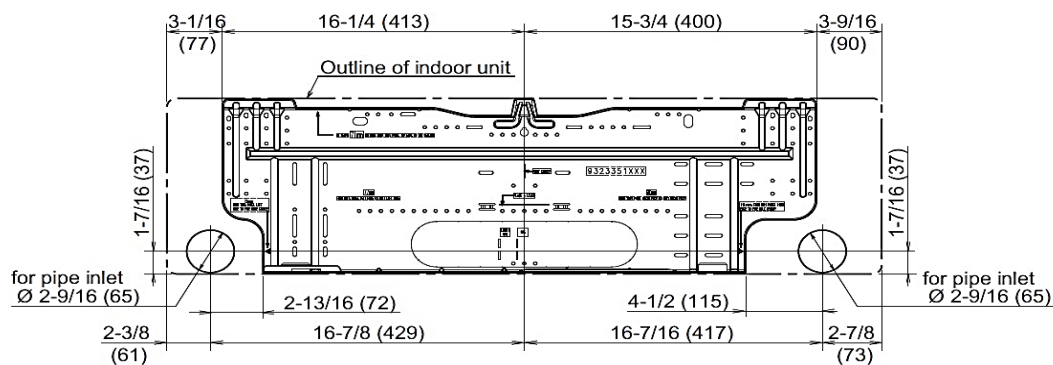 3-1/16
(77)
16-1/4 (413)
15-3/4 (400)
3-9/16
(90)
Outline of indoor unit
9323351XXX
1-7/16 (37)
1-7/16 (37)
for pipe inlet
Ø 2-9/16 (65)
for pipe inlet
Ø 2-9/16 (65)
2-13/16 (72)
4-1/2 (115)
2-3/8
(61)
16-7/8 (429)
16-7/16 (417)
2-7/8
(73)